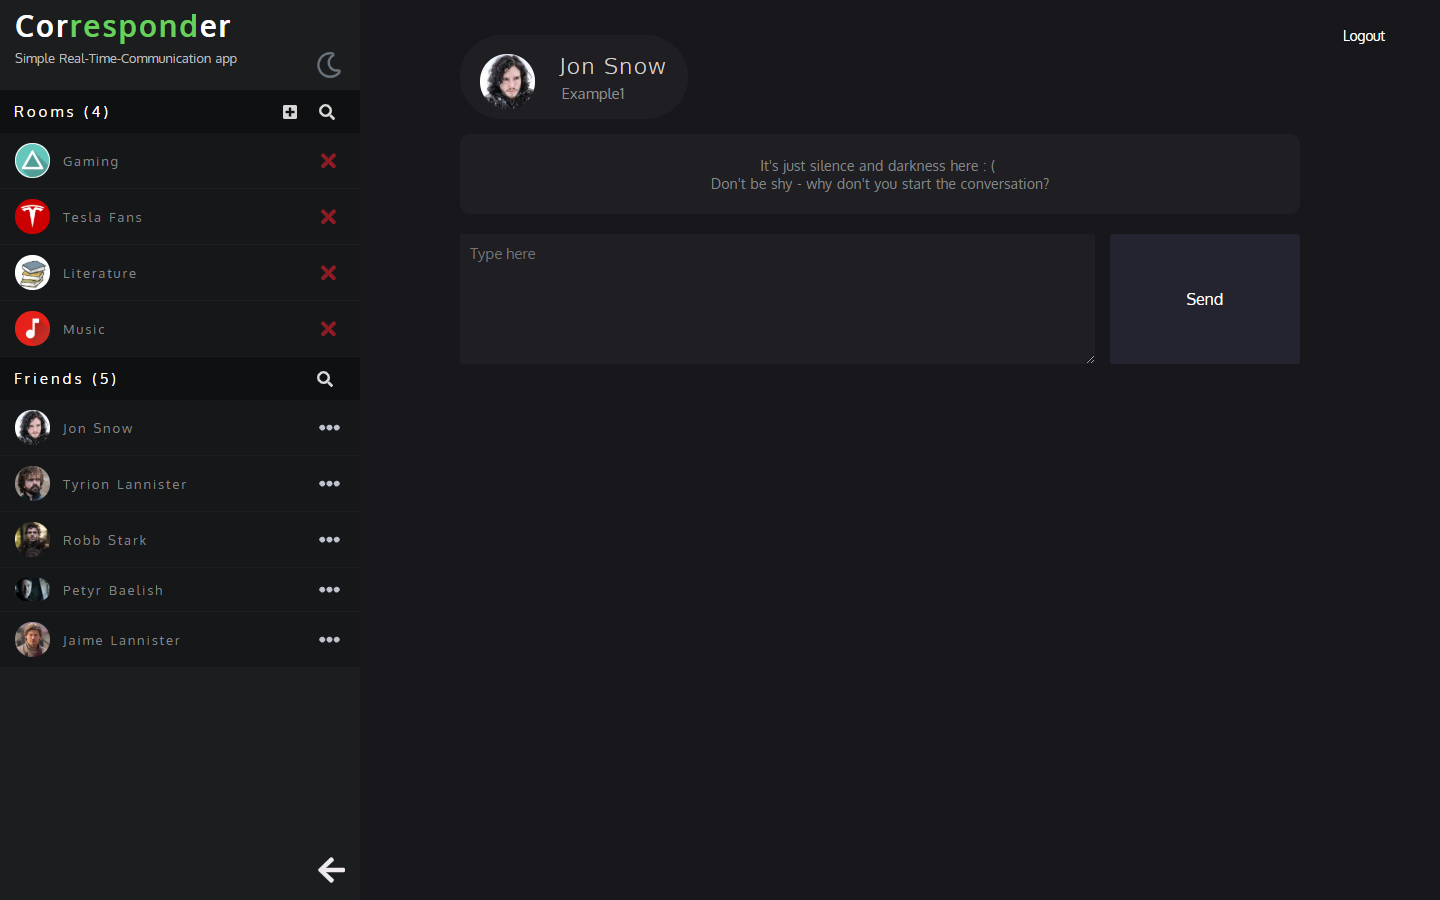 Corresponder
Simple Real-Time-Communication app
Rooms (4)
Gaming
Tesla Fans
Literature
Music
Friends (5)
Jon Snow
Tyrion Lannister
Robb Stark
Petyr Baelish
Jaime Lannister
Logout
Jon Snow
Example1
It's just silence and darkness here : (
Don't be shy - why don't you start the conversation?
Type here
Send